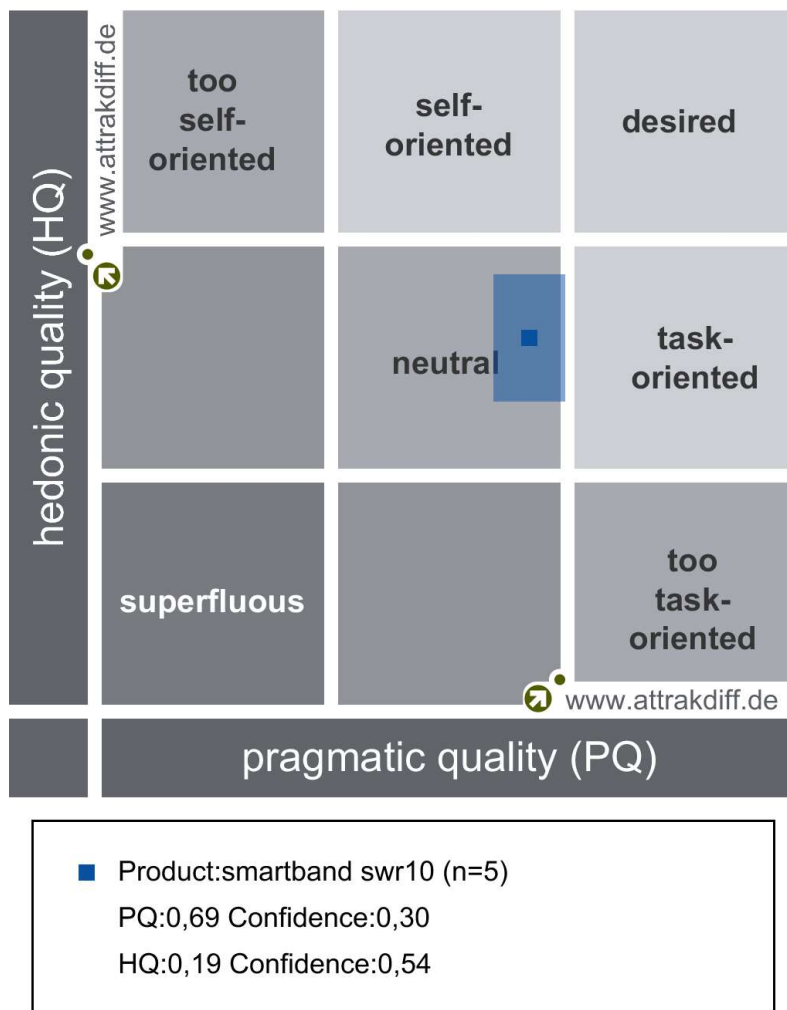 www.attrakdiff.de
hedonic quality (HQ)
too
self-
oriented
self-
oriented
desired
neutral
task-
oriented
superfluous
too
task-
oriented
www.attrakdiff.de
pragmatic quality (PQ)
Product:smartband swr10 (n=5)
PQ:0,69 Confidence:0,30
HQ:0,19 Confidence:0,54